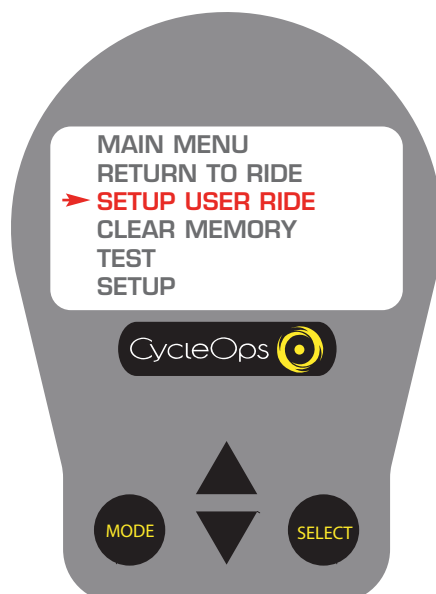 MAIN MENU
RETURN TO RIDE
SETUP USER RIDE
CLEAR MEMORY
TEST
SETUP
CycleOps
MODE
SELECT